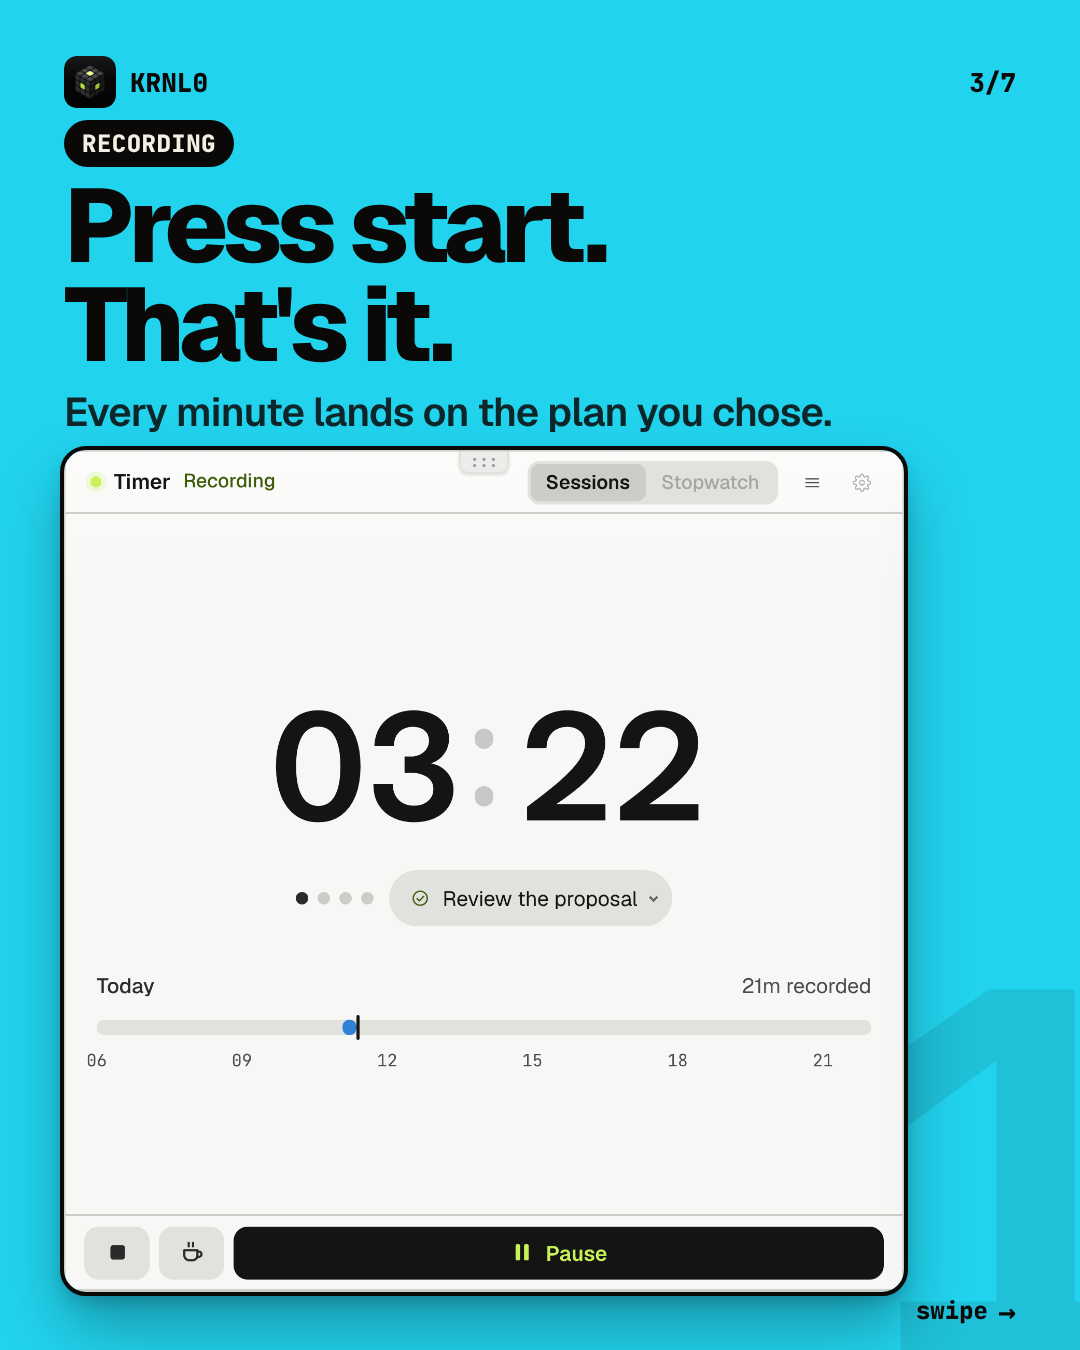 KRNL0
3/7
RECORDING
Press start.
That's it.
Every minute lands on the plan you chose.
Timer Recording
Sessions Stopwatch
03:22
Review the proposal
Today
21m recorded
06 09 12 15 18 21
Pause
1
swipe →